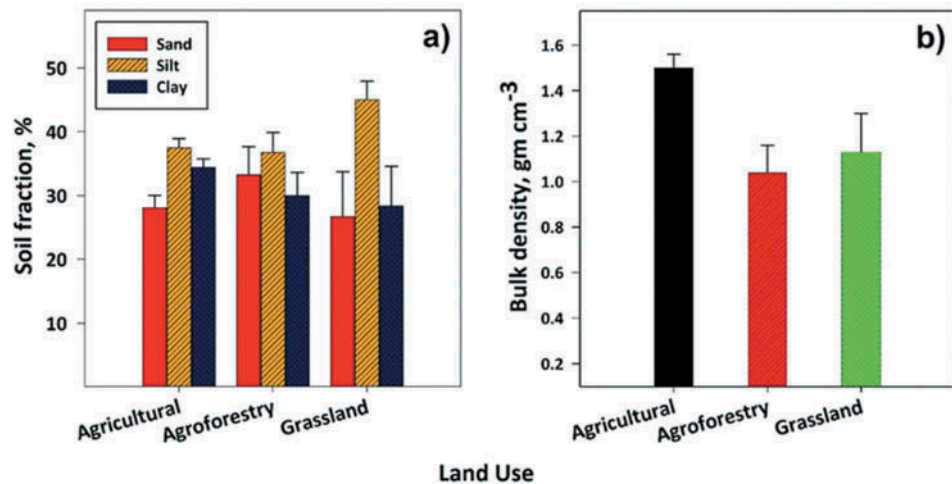 a)
Sand
Silt
Clay
Soil fraction, %
50
40
30
20
10
Agricultural
Agroforestry
Grassland
b)
Bulk density, gm cm⁻³
1.6
1.4
1.2
1.0
0.8
0.6
0.4
0.2
Agricultural
Agroforestry
Grassland
Land Use